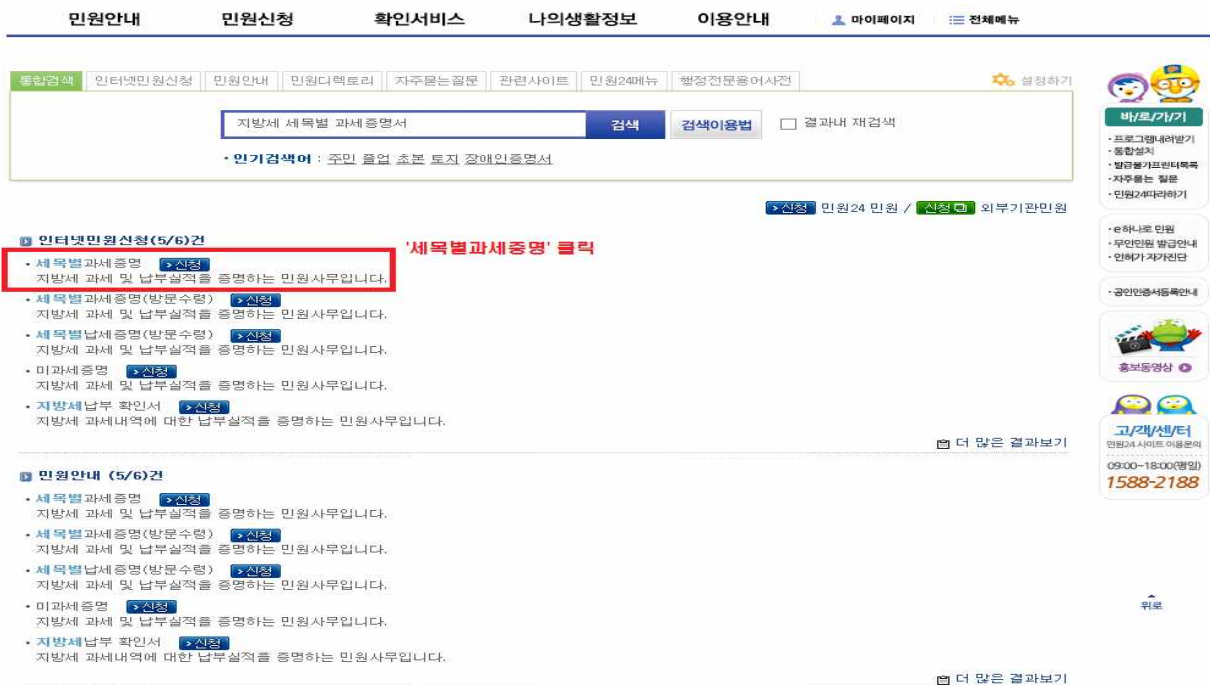 민원안내 민원신청 확인서비스 나의생활정보 이용안내 마이페이지 전체메뉴
통합검색 인터넷민원신청 민원안내 민원디렉토리 자주묻는질문 관련사이트 민원24메뉴 행정전문용어사전 설정하기
지방세 세목별 과세증명서 검색 검색이용법 결과내 재검색
• 인기검색어 : 주민 졸업 초본 토지 장애인증명서
신청 민원24 민원 / 신청 외부기관민원
인터넷민원신청(5/6)건
'세목별과세증명' 클릭
• 세목별과세증명 신청
지방세 과세 및 납부실적을 증명하는 민원사무입니다.
• 세목별과세증명(방문수령) 신청
지방세 과세 및 납부실적을 증명하는 민원사무입니다.
• 세목별납세증명(방문수령) 신청
지방세 과세 및 납부실적을 증명하는 민원사무입니다.
• 미과세증명 신청
지방세 과세 및 납부실적을 증명하는 민원사무입니다.
• 지방세납부 확인서 신청
지방세 과세내역에 대한 납부실적을 증명하는 민원사무입니다.
더 많은 결과보기
민원안내 (5/6)건
• 세목별과세증명 신청
지방세 과세 및 납부실적을 증명하는 민원사무입니다.
• 세목별과세증명(방문수령) 신청
지방세 과세 및 납부실적을 증명하는 민원사무입니다.
• 세목별납세증명(방문수령) 신청
지방세 과세 및 납부실적을 증명하는 민원사무입니다.
• 미과세증명 신청
지방세 과세 및 납부실적을 증명하는 민원사무입니다.
• 지방세납부 확인서 신청
지방세 과세내역에 대한 납부실적을 증명하는 민원사무입니다.
더 많은 결과보기
바/로/가/기
· 프로그램내려받기
· 통합설치
· 발급불가프린터목록
· 자주묻는 질문
· 민원24따라하기
· e하나로 민원
· 무인민원 발급안내
· 인허가 자가진단
· 공인인증서등록안내
홍보동영상
고/객/센/터
민원24 사이트 이용문의
09:00~18:00(평일)
1588-2188
위로